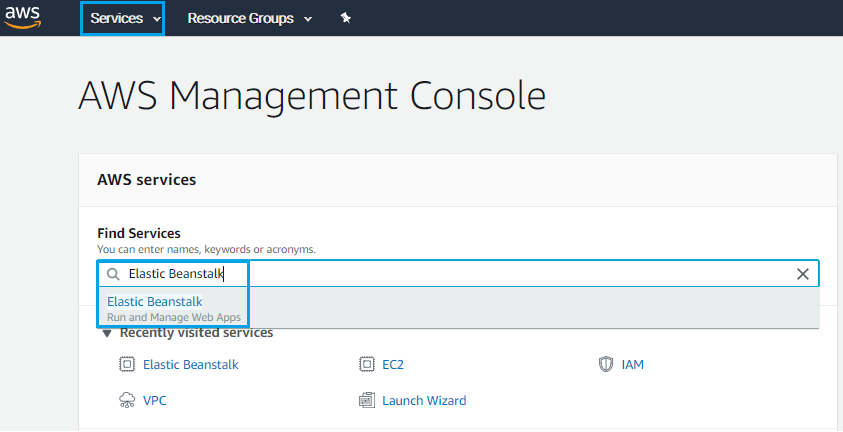 aws Services Resource Groups
AWS Management Console
AWS services
Find Services
You can enter names, keywords or acronyms.
Elastic Beanstalk
Elastic Beanstalk
Run and Manage Web Apps
Recently visited services
Elastic Beanstalk EC2 IAM
VPC Launch Wizard